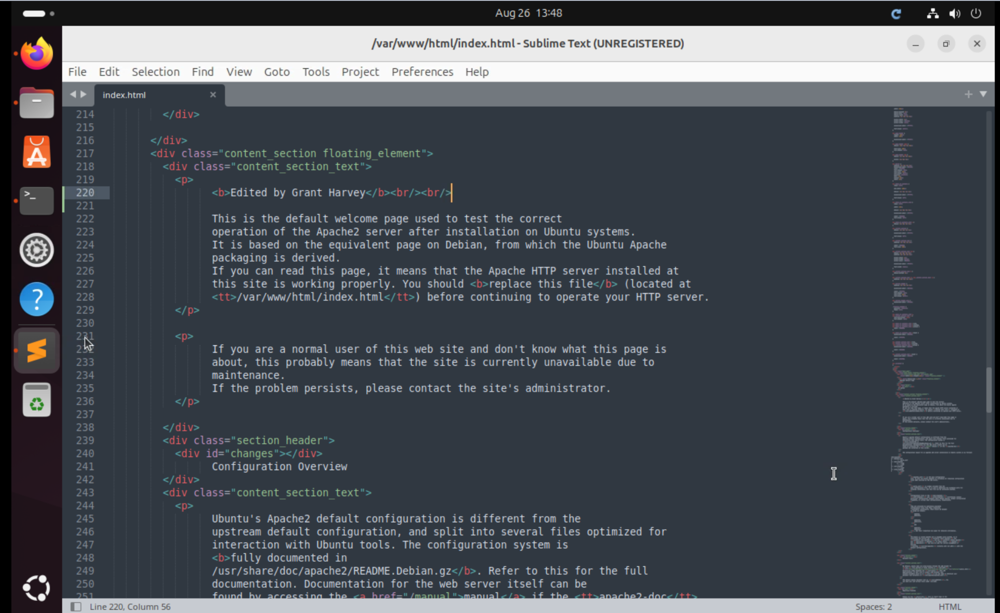 Aug 26 13:48
/var/www/html/index.html - Sublime Text (UNREGISTERED)
File Edit Selection Find View Goto Tools Project Preferences Help
index.html
214 </div>
215
216 </div>
217 <div class="content_section floating_element">
218 <div class="content_section_text">
219 <p>
220 <b>Edited by Grant Harvey</b><br/><br/>
221
222 This is the default welcome page used to test the correct
223 operation of the Apache2 server after installation on Ubuntu systems.
224 It is based on the equivalent page on Debian, from which the Ubuntu Apache
225 packaging is derived.
226 If you can read this page, it means that the Apache HTTP server installed at
227 this site is working properly. You should <b>replace this file</b> (located at
228 <tt>/var/www/html/index.html</tt>) before continuing to operate your HTTP server.
229 </p>
230
231 <p>
232 If you are a normal user of this web site and don't know what this page is
233 about, this probably means that the site is currently unavailable due to
234 maintenance.
235 If the problem persists, please contact the site's administrator.
236 </p>
237
238 </div>
239 <div class="section_header">
240 <div id="changes"></div>
241 Configuration Overview
242 </div>
243 <div class="content_section_text">
244 <p>
245 Ubuntu's Apache2 default configuration is different from the
246 upstream default configuration, and split into several files optimized for
247 interaction with Ubuntu tools. The configuration system is
248 <b>fully documented in
249 /usr/share/doc/apache2/README.Debian.gz</b>. Refer to this for the full
250 documentation. Documentation for the web server itself can be
251 found by accessing the <a href="/manual">manual</a> if the <tt>apache2-doc</tt>
Line 220, Column 56 Spaces: 2 HTML